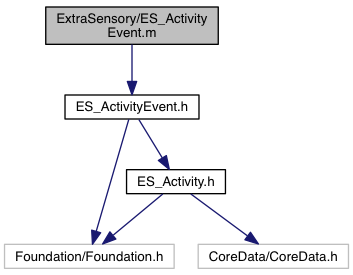 ExtraSensory/ES_Activity
Event.m
ES_ActivityEvent.h
ES_Activity.h
Foundation/Foundation.h
CoreData/CoreData.h